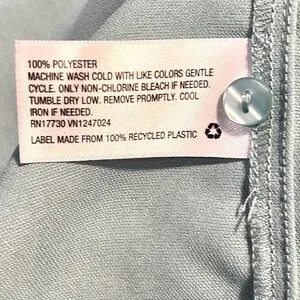 100% POLYESTER
MACHINE WASH COLD WITH LIKE COLORS GENTLE
CYCLE. ONLY NON-CHLORINE BLEACH IF NEEDED.
TUMBLE DRY LOW. REMOVE PROMPTLY. COOL
IRON IF NEEDED.
RN17730 VN1247024
LABEL MADE FROM 100% RECYCLED PLASTIC